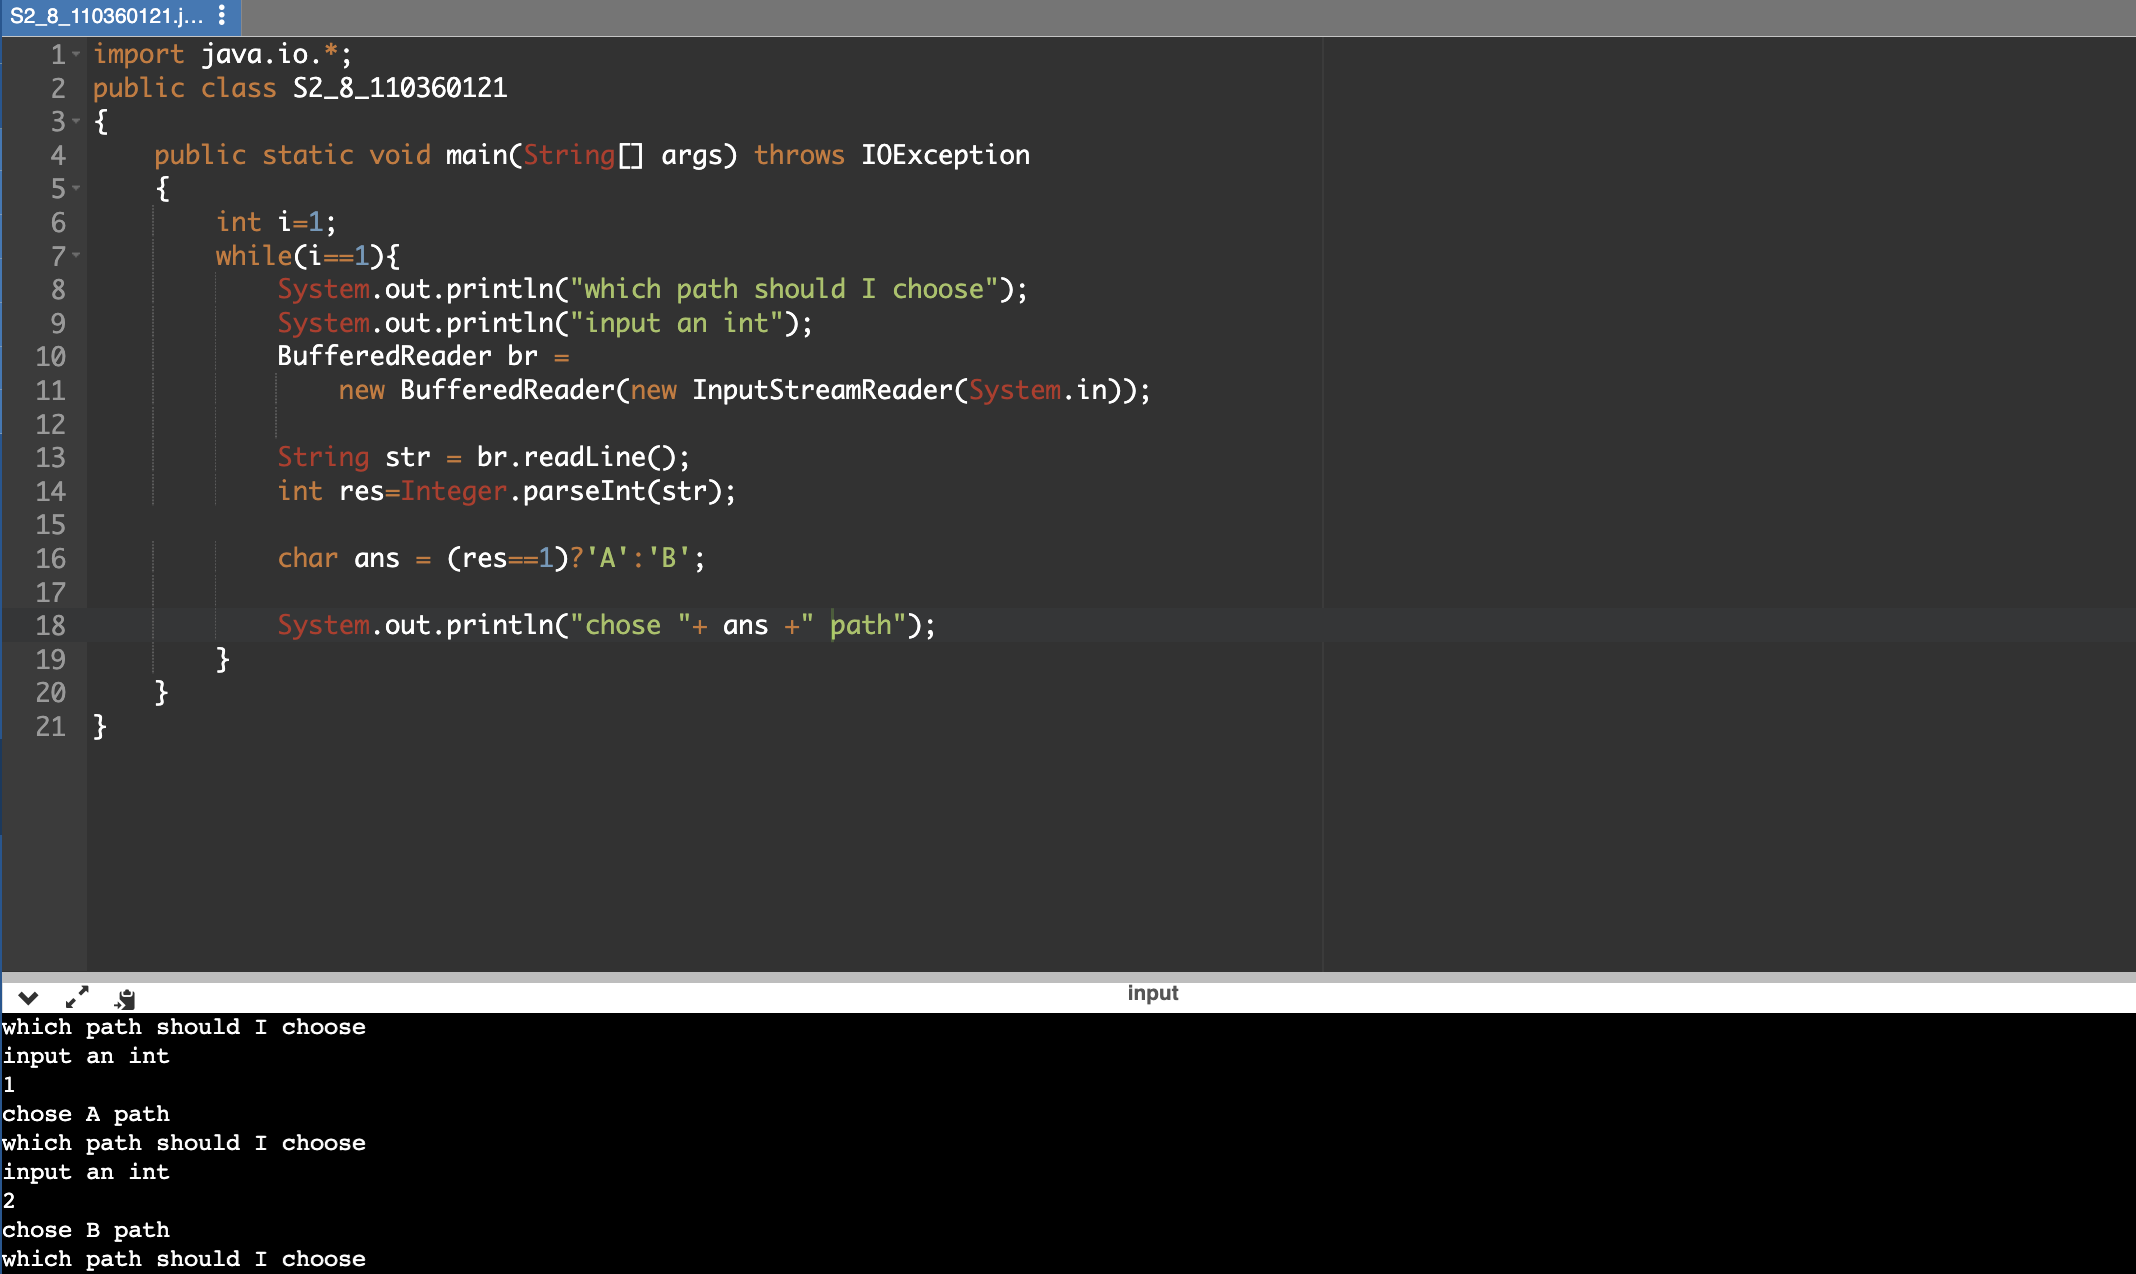 S2_8_110360121.j...
1 import java.io.*;
2 public class S2_8_110360121
3 {
4     public static void main(String[] args) throws IOException
5     {
6         int i=1;
7         while(i==1){
8             System.out.println("which path should I choose");
9             System.out.println("input an int");
10             BufferedReader br =
11                 new BufferedReader(new InputStreamReader(System.in));
12
13             String str = br.readLine();
14             int res=Integer.parseInt(str);
15
16             char ans = (res==1)?'A':'B';
17
18             System.out.println("chose "+ ans +" path");
19         }
20     }
21 }
input
which path should I choose
input an int
1
chose A path
which path should I choose
input an int
2
chose B path
which path should I choose